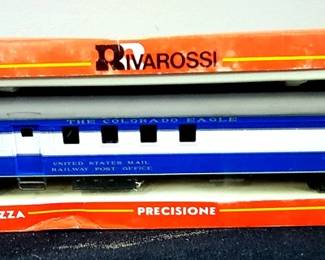 RIVAROSSI
THE COLORADO EAGLE
UNITED STATES MAIL
RAILWAY POST OFFICE
ZZA PRECISIONE